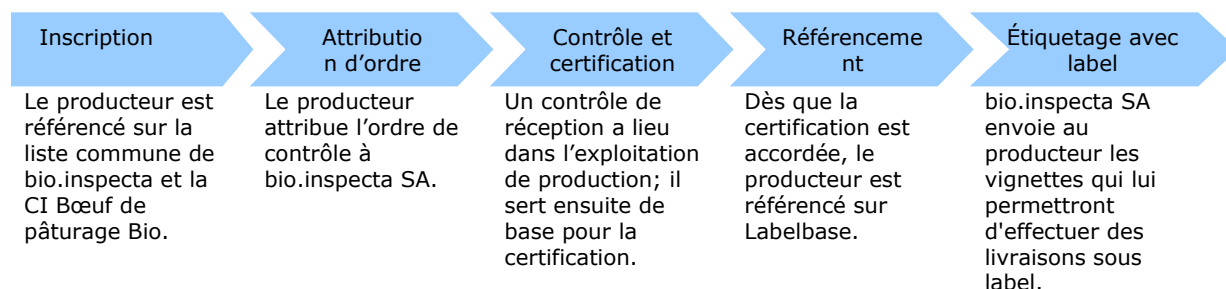 Inscription
Attributio
n d’ordre
Contrôle et
certification
Référenceme
nt
Étiquetage avec
label
Le producteur est
référencé sur la
liste commune de
bio.inspecta et la
CI Bœuf de
pâturage Bio.
Le producteur
attribue l’ordre de
contrôle à
bio.inspecta SA.
Un contrôle de
réception a lieu
dans l’exploitation
de production; il
sert ensuite de
base pour la
certification.
Dès que la
certification est
accordée, le
producteur est
référencé sur
Labelbase.
bio.inspecta SA
envoie au
producteur les
vignettes qui lui
permettront
d'effectuer des
livraisons sous
label.